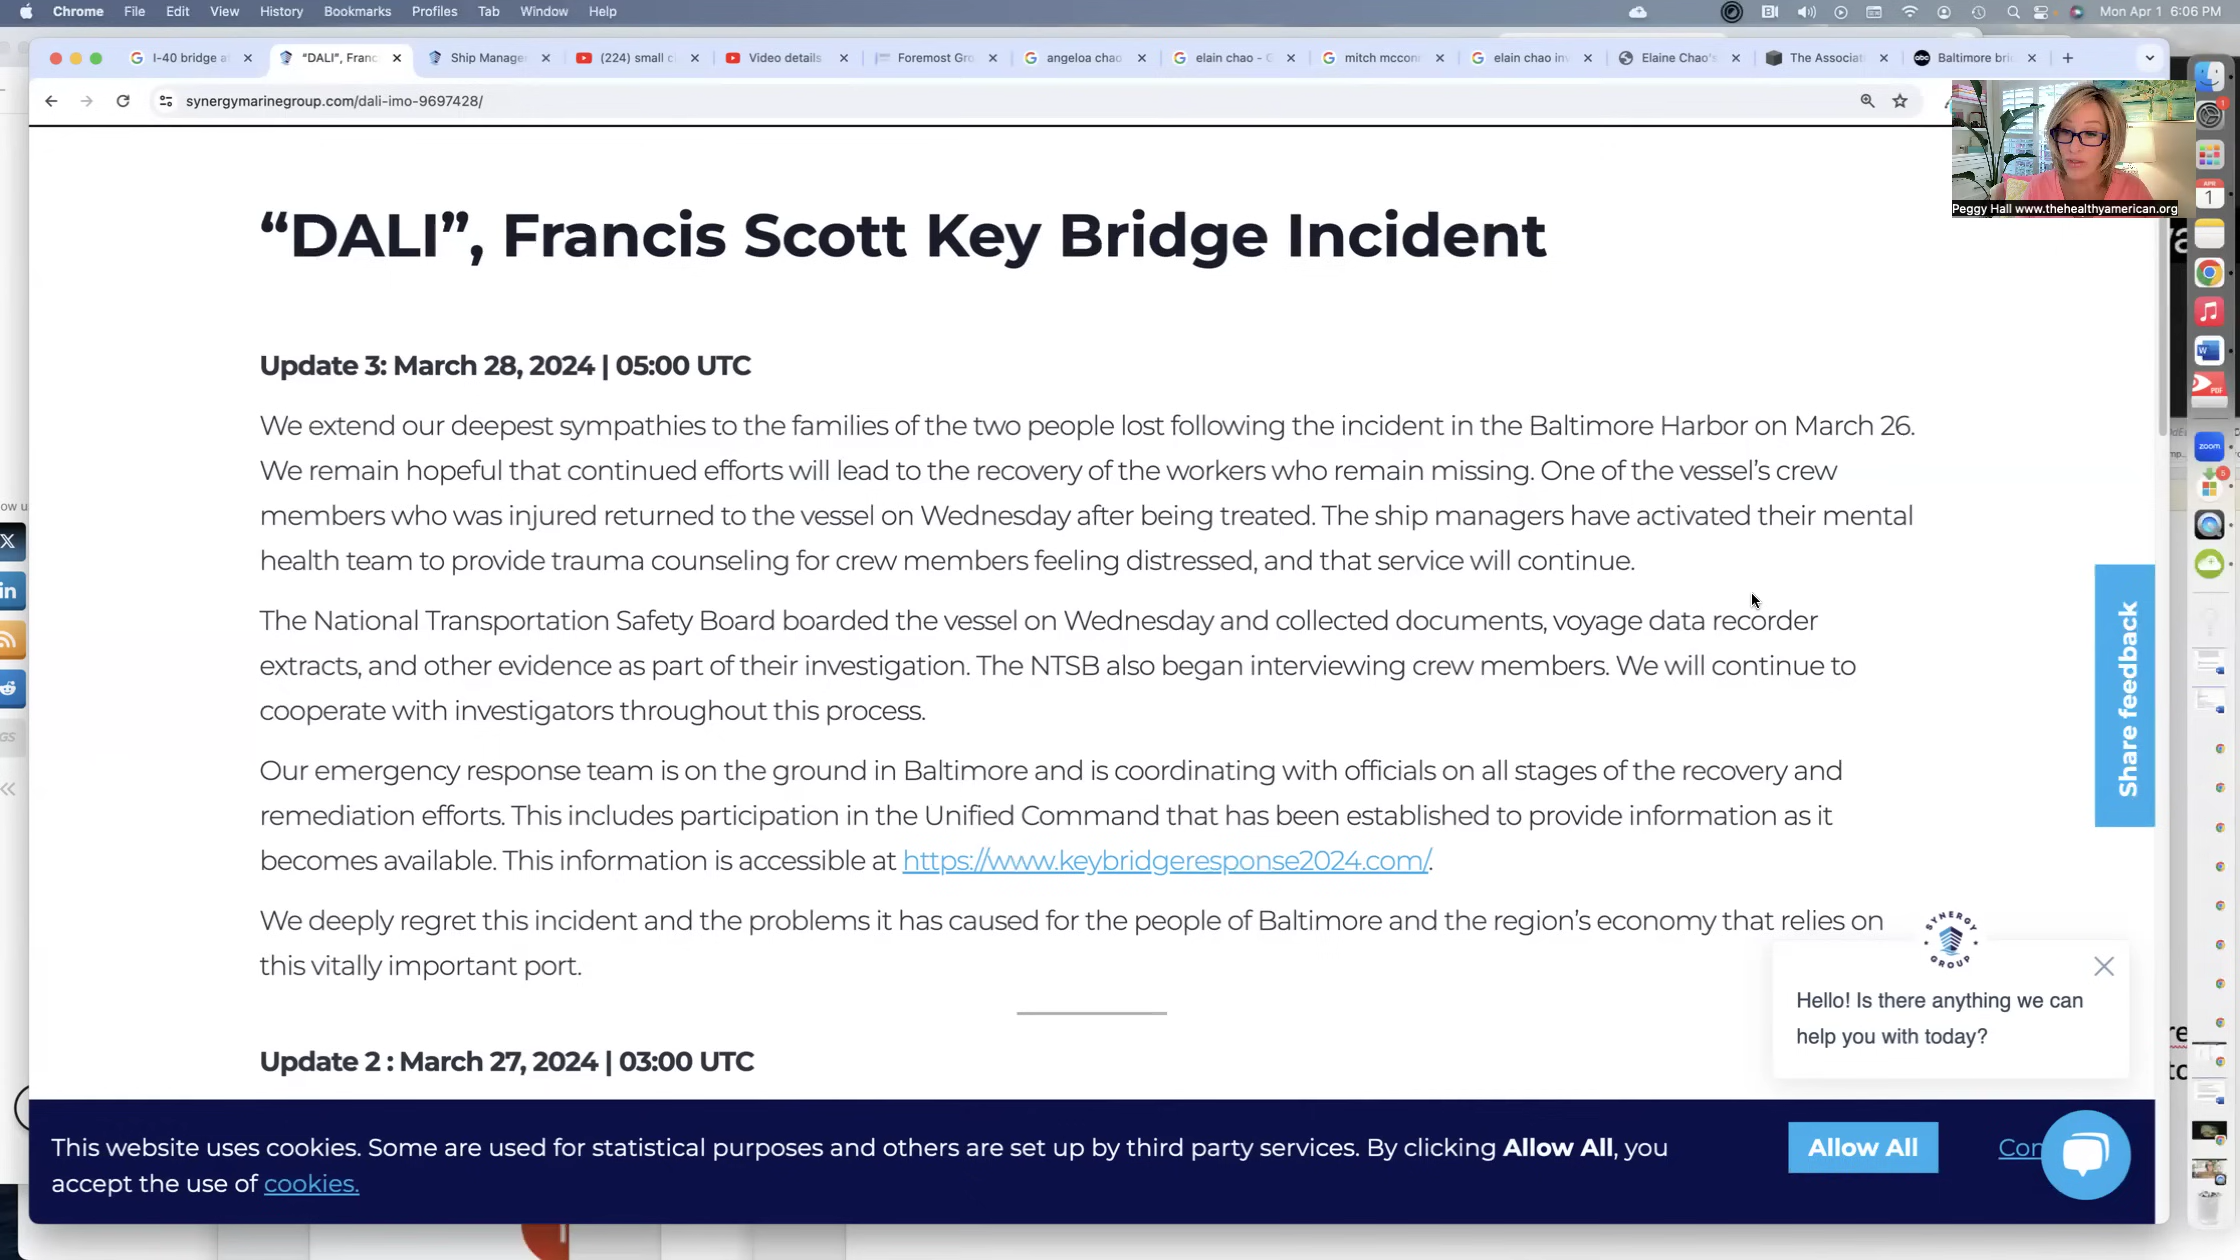 Chrome File Edit View History Bookmarks Profiles Tab Window Help Mon Apr 1 6:06 PM
I-40 bridge a "DALI", Franc Ship Manage (224) small c Video details Foremost Gro angeloa chao elain chao - G mitch mcconn elain chao inv Elaine Chao's The Associat Baltimore bri
synergymarinegroup.com/dali-imo-9697428/
Peggy Hall www.thehealthyamerican.org
“DALI”, Francis Scott Key Bridge Incident
Update 3: March 28, 2024 | 05:00 UTC
We extend our deepest sympathies to the families of the two people lost following the incident in the Baltimore Harbor on March 26.
We remain hopeful that continued efforts will lead to the recovery of the workers who remain missing. One of the vessel’s crew
members who was injured returned to the vessel on Wednesday after being treated. The ship managers have activated their mental
health team to provide trauma counseling for crew members feeling distressed, and that service will continue.
The National Transportation Safety Board boarded the vessel on Wednesday and collected documents, voyage data recorder
extracts, and other evidence as part of their investigation. The NTSB also began interviewing crew members. We will continue to
cooperate with investigators throughout this process.
Share feedback
Our emergency response team is on the ground in Baltimore and is coordinating with officials on all stages of the recovery and
remediation efforts. This includes participation in the Unified Command that has been established to provide information as it
becomes available. This information is accessible at https://www.keybridgeresponse2024.com/.
We deeply regret this incident and the problems it has caused for the people of Baltimore and the region’s economy that relies on
this vitally important port.
SYNERGY GROUP
Hello! Is there anything we can
help you with today?
Update 2 : March 27, 2024 | 03:00 UTC
This website uses cookies. Some are used for statistical purposes and others are set up by third party services. By clicking Allow All, you
accept the use of cookies.
Allow All
Con
zoom